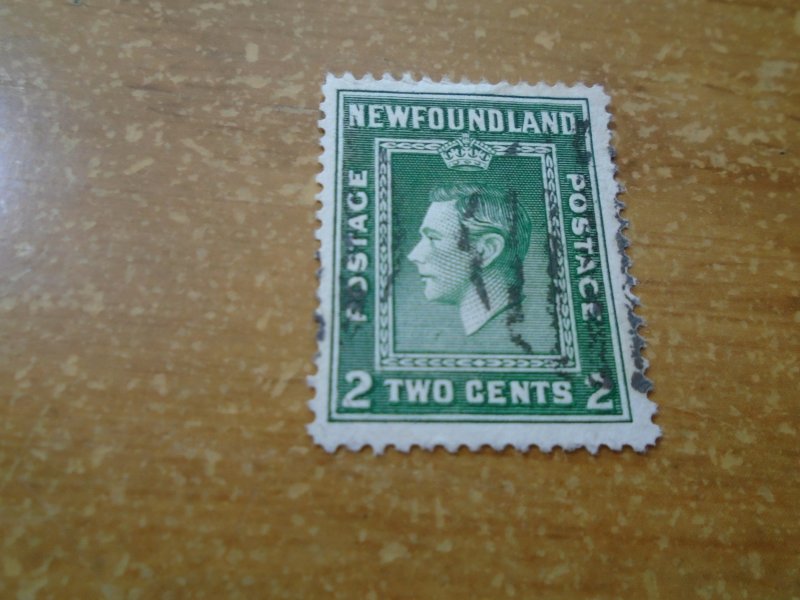 NEWFOUNDLAND
POSTAGE
POSTAGE
2 TWO CENTS 2